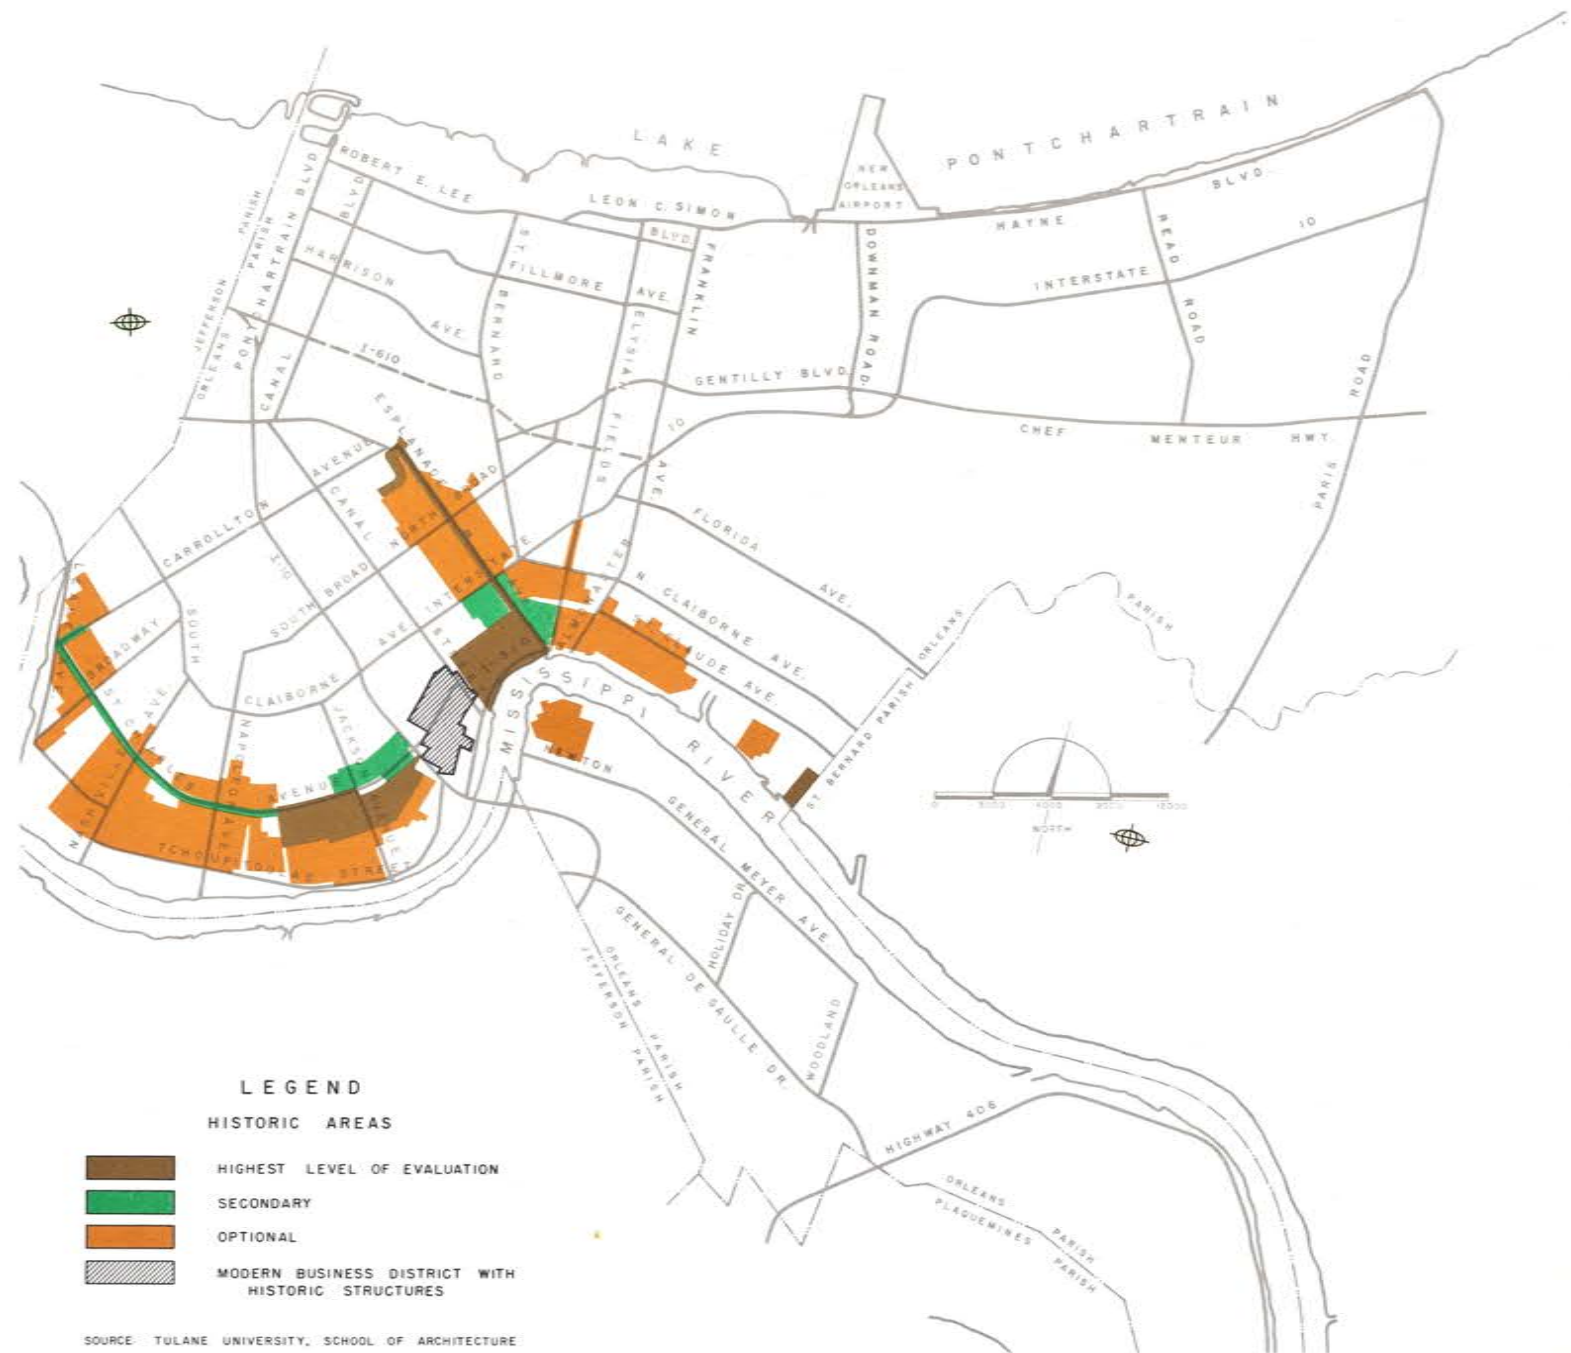 LAKE PONTCHARTRAIN
NEW
ORLEANS
AIRPORT
ROBERT E. LEE
LEON C. SIMON
BLVD.
HAYNE
BLVD.
JEFFERSON PARISH
ORLEANS PARISH
PONTCHARTRAIN BLVD
CANAL BLVD
HARRISON
AVE.
ST. BERNARD
FILLMORE AVE.
ELYSIAN FIELDS
FRANKLIN
AVE.
DOWNMAN ROAD.
READ ROAD
INTERSTATE 10
I-610
GENTILLY BLVD.
CHEF MENTEUR HWY.
PARIS ROAD
ESPLANADE
CARROLLTON AVENUE
CANAL
ST.
I-10
10
SOUTH BROAD
NORTH BROAD
INTERSTATE
FLORIDA AVE.
N CLAIBORNE AVE.
CLAUDE AVE.
ORLEANS PARISH
ST. BERNARD PARISH
BROADWAY
SOUTH
CLAIBORNE
AVE.
AVE.
NAPOLEON AVE
JACKSON
ST CHARLES
AVENUE
TCHOUPITOULAS STREET
I-310
MISSISSIPPI RIVER
NEWTON
GENERAL MEYER AVE.
GENERAL DE GAULLE DR.
HOLIDAY DR.
WOODLAND
HIGHWAY 406
ORLEANS PARISH
JEFFERSON PARISH
ORLEANS PARISH
PLAQUEMINES PARISH
NORTH
LEGEND
HISTORIC AREAS
HIGHEST LEVEL OF EVALUATION
SECONDARY
OPTIONAL
MODERN BUSINESS DISTRICT WITH
HISTORIC STRUCTURES
SOURCE TULANE UNIVERSITY, SCHOOL OF ARCHITECTURE